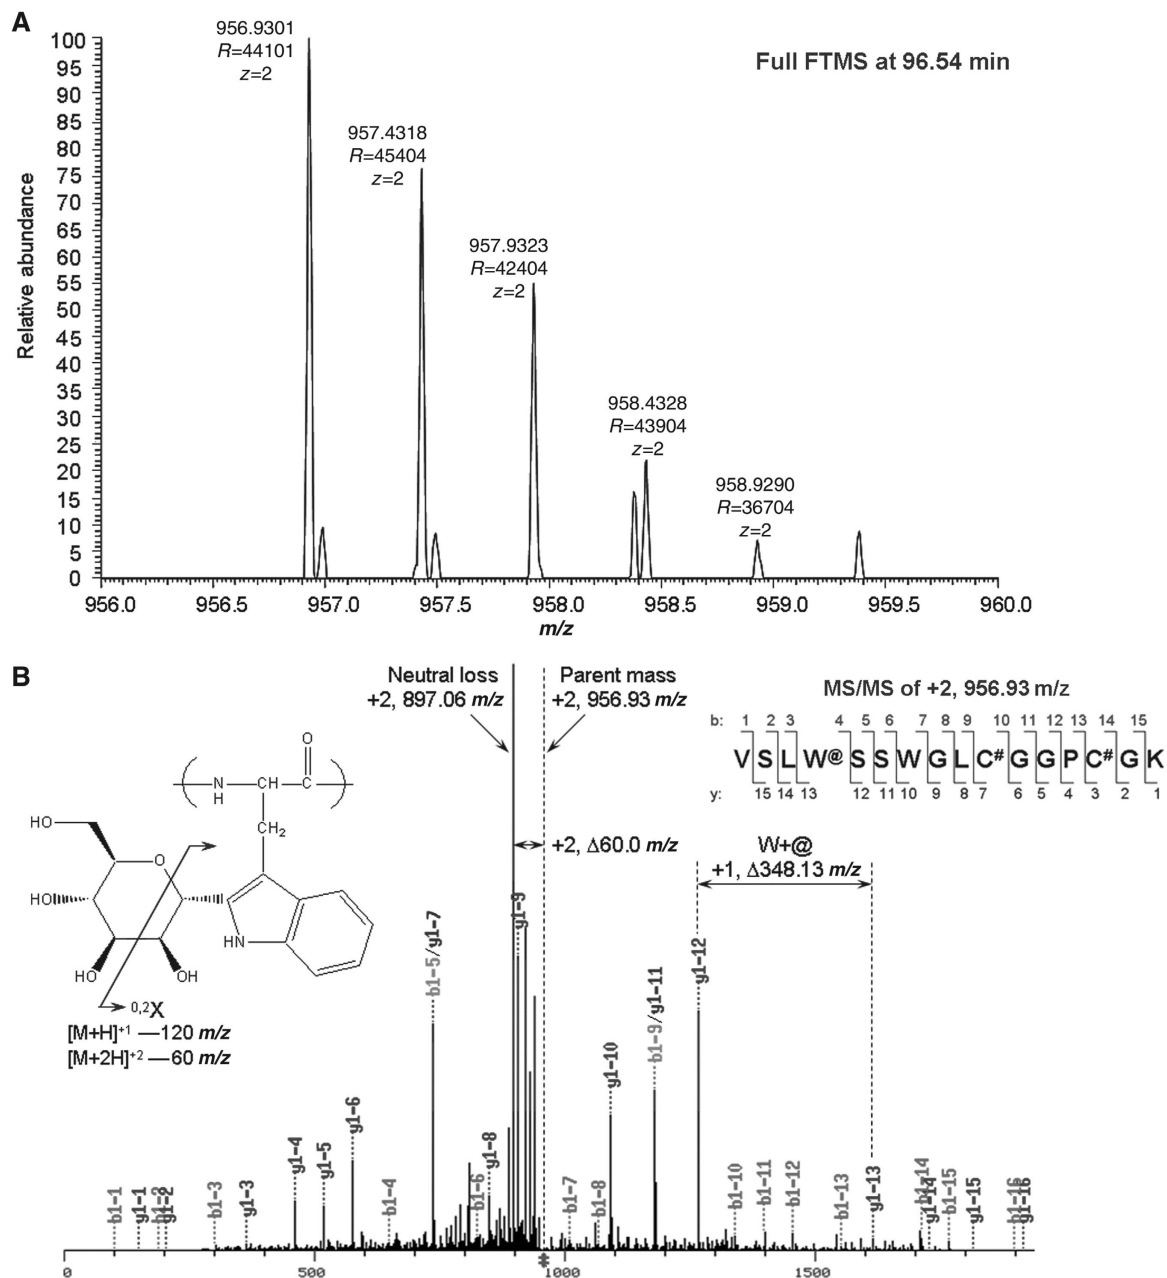 A
956.9301
R=44101
z=2
Full FTMS at 96.54 min
957.4318
R=45404
z=2
957.9323
R=42404
z=2
958.4328
R=43904
z=2
958.9290
R=36704
z=2
Relative abundance
100
95
90
85
80
75
70
65
60
55
50
45
40
35
30
25
20
15
10
5
0
956.0 956.5 957.0 957.5 958.0 958.5 959.0 959.5 960.0
m/z
B
Neutral loss
+2, 897.06 m/z
Parent mass
+2, 956.93 m/z
MS/MS of +2, 956.93 m/z
b: 1 2 3 4 5 6 7 8 9 10 11 12 13 14 15
V S L W@ S S W G L C# G G P C# G K
y: 15 14 13 12 11 10 9 8 7 6 5 4 3 2 1
+2, Δ60.0 m/z
W+@
+1, Δ348.13 m/z
O
N
H
CH
C
CH2
HO
O
HO
HO
OH
HN
0,2X
[M+H]+1 —120 m/z
[M+2H]+2 —60 m/z
b1-1
y1-1
y1-2
b1-3
y1-3
y1-4
y1-5
y1-6
b1-4
b1-5/y1-7
b1-6
y1-8
y1-9
b1-7
b1-8
y1-10
b1-9/y1-11
y1-12
b1-10
b1-11
b1-12
b1-13
y1-13
b1-14
y1-14
b1-15
y1-15
y1-16
0 500 1000 1500
#